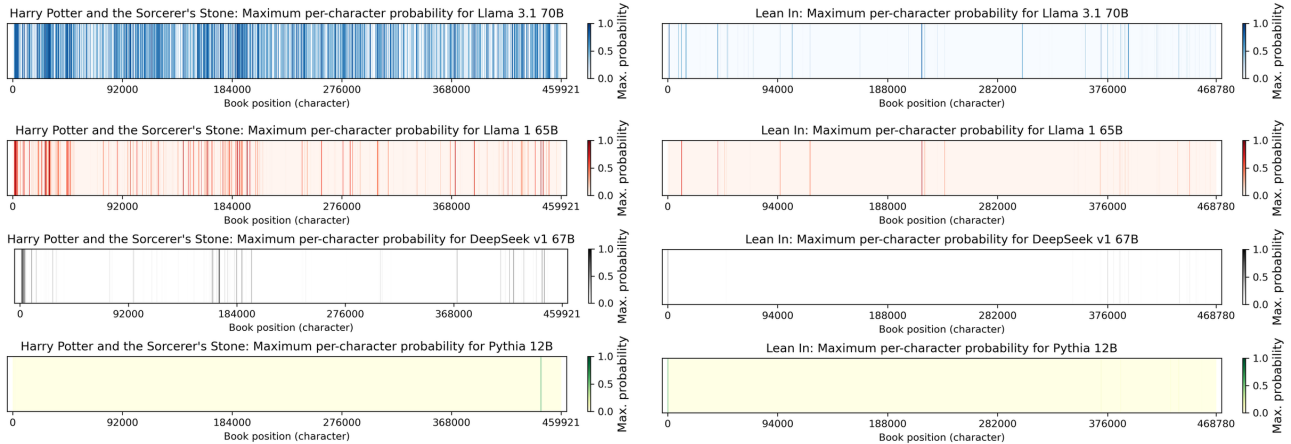 Harry Potter and the Sorcerer's Stone: Maximum per-character probability for Llama 3.1 70B
1.0
0.5
0.0
Max. probability
0 92000 184000 276000 368000 459921
Book position (character)
Lean In: Maximum per-character probability for Llama 3.1 70B
1.0
0.5
0.0
Max. probability
0 94000 188000 282000 376000 468780
Book position (character)
Harry Potter and the Sorcerer's Stone: Maximum per-character probability for Llama 1 65B
1.0
0.5
0.0
Max. probability
0 92000 184000 276000 368000 459921
Book position (character)
Lean In: Maximum per-character probability for Llama 1 65B
1.0
0.5
0.0
Max. probability
0 94000 188000 282000 376000 468780
Book position (character)
Harry Potter and the Sorcerer's Stone: Maximum per-character probability for DeepSeek v1 67B
1.0
0.5
0.0
Max. probability
0 92000 184000 276000 368000 459921
Book position (character)
Lean In: Maximum per-character probability for DeepSeek v1 67B
1.0
0.5
0.0
Max. probability
0 94000 188000 282000 376000 468780
Book position (character)
Harry Potter and the Sorcerer's Stone: Maximum per-character probability for Pythia 12B
1.0
0.5
0.0
Max. probability
0 92000 184000 276000 368000 459921
Book position (character)
Lean In: Maximum per-character probability for Pythia 12B
1.0
0.5
0.0
Max. probability
0 94000 188000 282000 376000 468780
Book position (character)